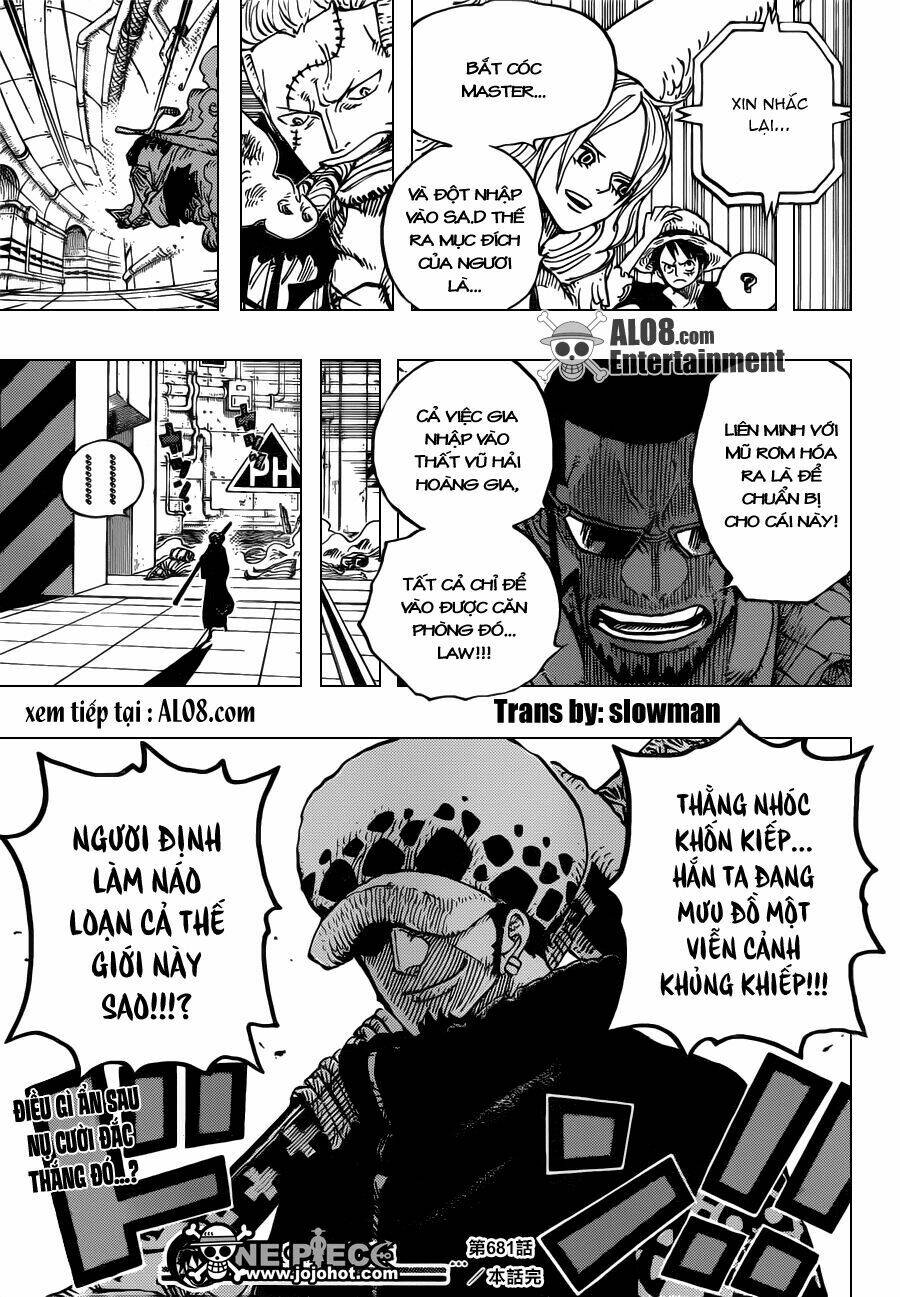 XIN NHẮC
LẠI...
BẮT CÓC
MASTER...
VÀ ĐỘT NHẬP
VÀO SA.D THẾ
RA MỤC ĐÍCH
CỦA NGƯƠI
LÀ...
?
AL08.com
Entertainment
LIÊN MINH VỚI
MŨ RƠM HÓA
RA LÀ ĐỂ
CHUẨN BỊ
CHO CÁI NÀY!
CẢ VIỆC GIA
NHẬP VÀO
THẤT VŨ HẢI
HOÀNG GIA,
TẤT CẢ CHỈ ĐỂ
VÀO ĐƯỢC CĂN
PHÒNG ĐÓ...
LAW!!!
PH
xem tiếp tại : AL08.com
Trans by: slowman
THẰNG NHÓC
KHỐN KIẾP...
HẮN TA ĐANG
MƯU ĐỒ MỘT
VIỄN CẢNH
KHỦNG KHIẾP!!!
NGƯƠI ĐỊNH
LÀM NÁO
LOẠN CẢ THẾ
GIỚI NÀY
SAO!!!?
ĐIỀU GÌ ẨN SAU
NỤ CƯỜI ĐẮC
THẮNG ĐÓ...?
ドドン!!
ONE PIECE
www.jojohot.com
... 第681話
／本話完